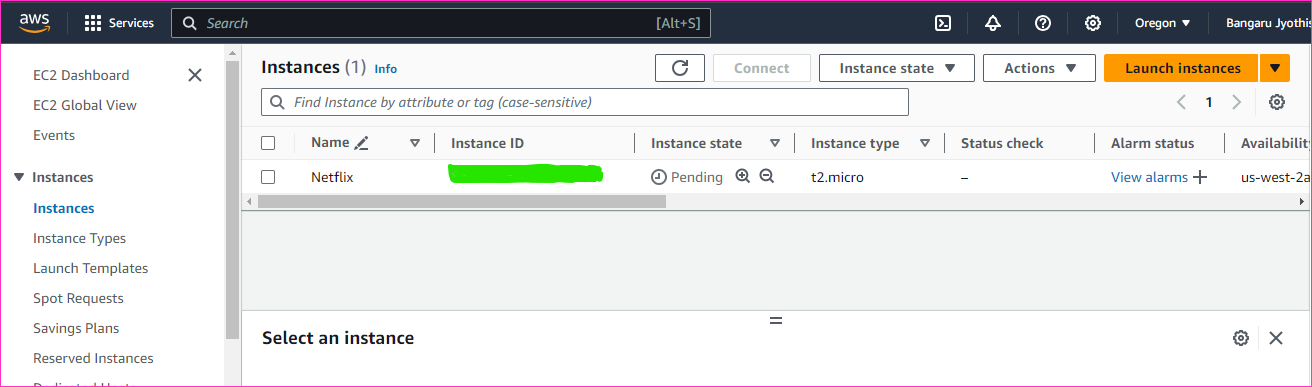 aws Services Search [Alt+S] Oregon Bangaru Jyothis
EC2 Dashboard
EC2 Global View
Events
Instances
Instances
Instance Types
Launch Templates
Spot Requests
Savings Plans
Reserved Instances
Instances (1) Info Connect Instance state Actions Launch instances
Find Instance by attribute or tag (case-sensitive) 1
Name Instance ID Instance state Instance type Status check Alarm status Availability
Netflix Pending t2.micro – View alarms + us-west-2a
Select an instance